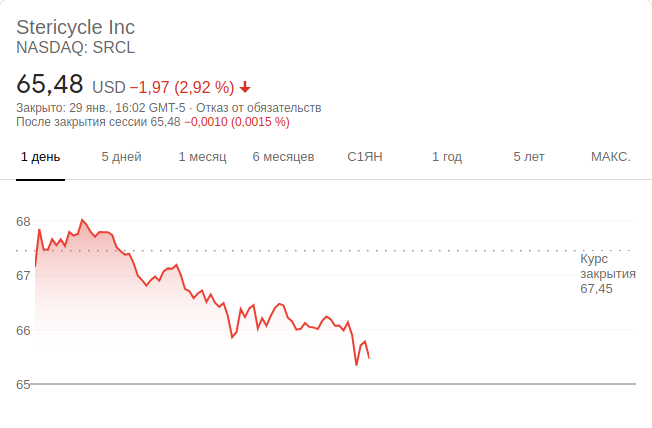 Stericycle Inc
NASDAQ: SRCL
65,48 USD −1,97 (2,92 %)
Закрыто: 29 янв., 16:02 GMT-5 · Отказ от обязательств
После закрытия сессии 65,48 −0,0010 (0,0015 %)
1 день 5 дней 1 месяц 6 месяцев С1ЯН 1 год 5 лет МАКС.
68
67
66
65
Курс
закрытия
67,45